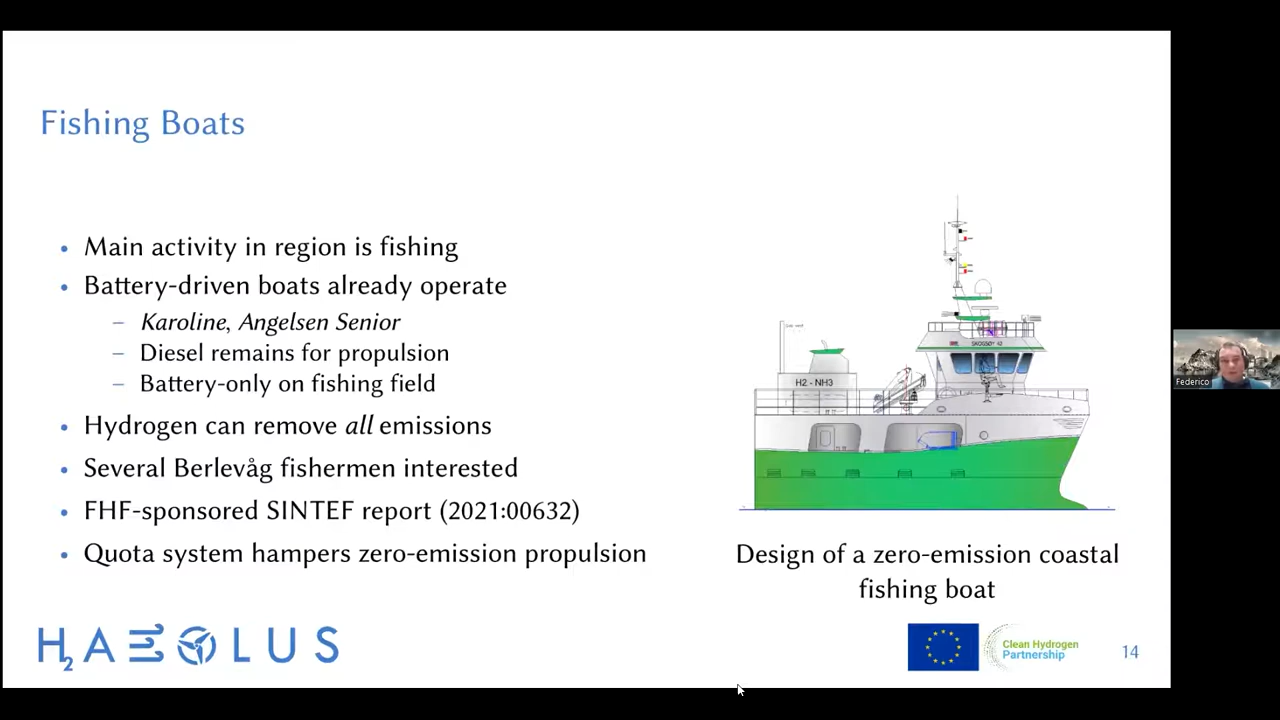 Fishing Boats
• Main activity in region is fishing
• Battery-driven boats already operate
– Karoline, Angelsen Senior
– Diesel remains for propulsion
– Battery-only on fishing field
• Hydrogen can remove all emissions
• Several Berlevåg fishermen interested
• FHF-sponsored SINTEF report (2021:00632)
• Quota system hampers zero-emission propulsion
H2 - NH3
Design of a zero-emission coastal
fishing boat
H2AEOLUS
Clean Hydrogen
Partnership
14
Federico